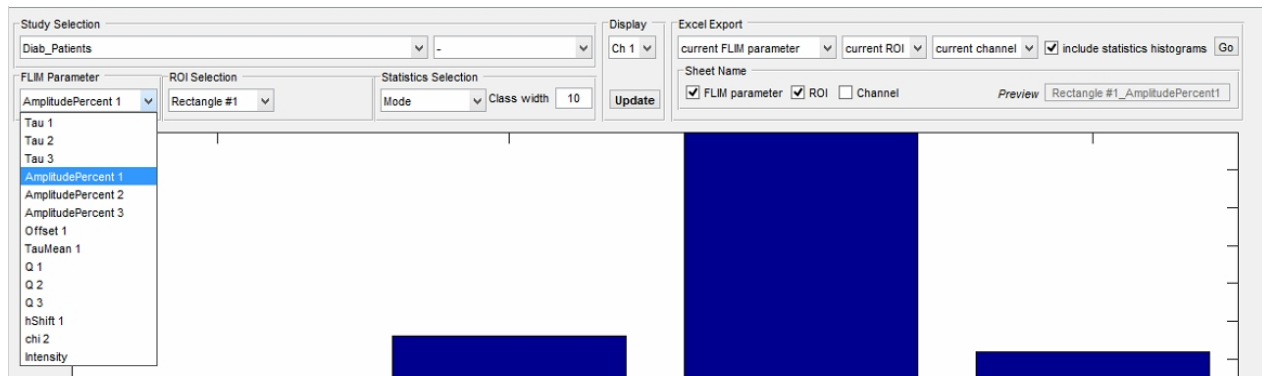 Study Selection
Diab_Patients
-
Display
Ch 1
Update
Excel Export
current FLIM parameter
current ROI
current channel
include statistics histograms
Go
Sheet Name
FLIM parameter
ROI
Channel
Preview
Rectangle #1_AmplitudePercent1
FLIM Parameter
AmplitudePercent 1
ROI Selection
Rectangle #1
Statistics Selection
Mode
Class width
10
Tau 1
Tau 2
Tau 3
AmplitudePercent 1
AmplitudePercent 2
AmplitudePercent 3
Offset 1
TauMean 1
Q 1
Q 2
Q 3
hShift 1
chi 2
Intensity